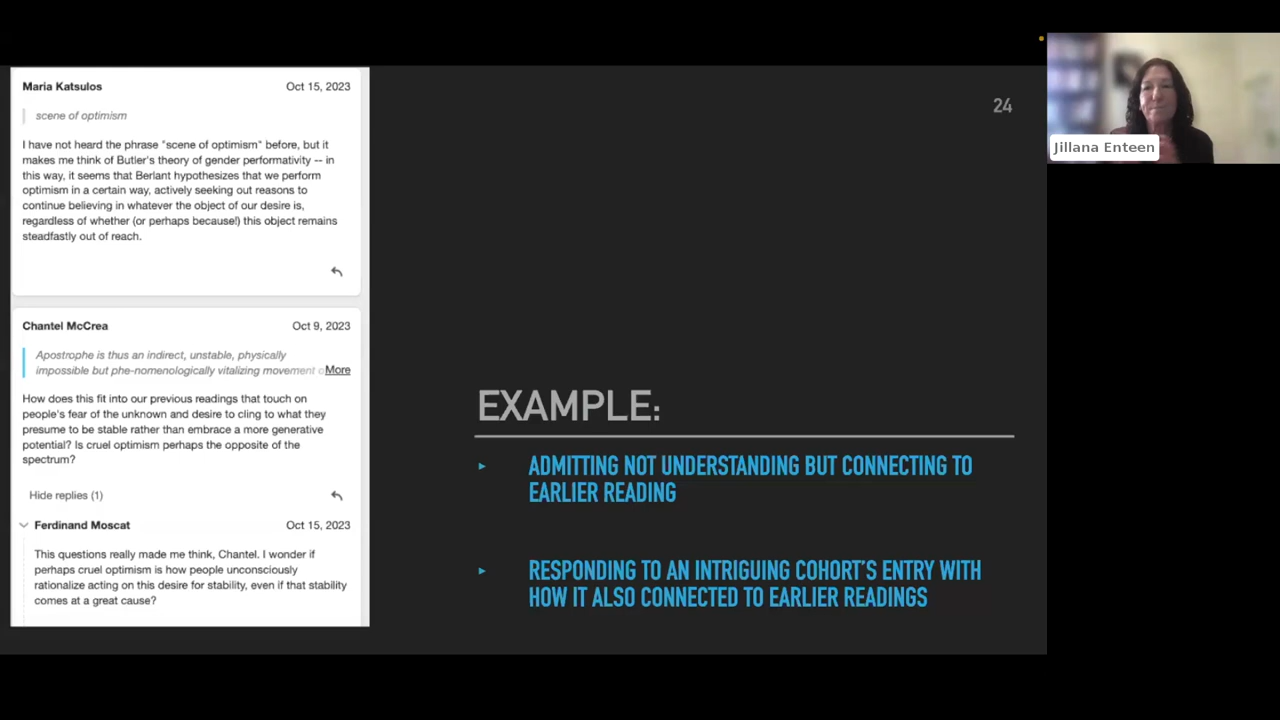 Maria Katsulos
Oct 15, 2023
scene of optimism
I have not heard the phrase "scene of optimism" before, but it
makes me think of Butler's theory of gender performativity -- in
this way, it seems that Berlant hypothesizes that we perform
optimism in a certain way, actively seeking out reasons to
continue believing in whatever the object of our desire is,
regardless of whether (or perhaps because!) this object remains
steadfastly out of reach.
Chantel McCrea
Oct 9, 2023
Apostrophe is thus an indirect, unstable, physically
impossible but phe-nomenologically vitalizing movement o
More
How does this fit into our previous readings that touch on
people's fear of the unknown and desire to cling to what they
presume to be stable rather than embrace a more generative
potential? Is cruel optimism perhaps the opposite of the
spectrum?
Hide replies (1)
Ferdinand Moscat
Oct 15, 2023
This questions really made me think, Chantel. I wonder if
perhaps cruel optimism is how people unconsciously
rationalize acting on this desire for stability, even if that stability
comes at a great cause?
24
EXAMPLE:
ADMITTING NOT UNDERSTANDING BUT CONNECTING TO
EARLIER READING
RESPONDING TO AN INTRIGUING COHORT'S ENTRY WITH
HOW IT ALSO CONNECTED TO EARLIER READINGS
Jillana Enteen